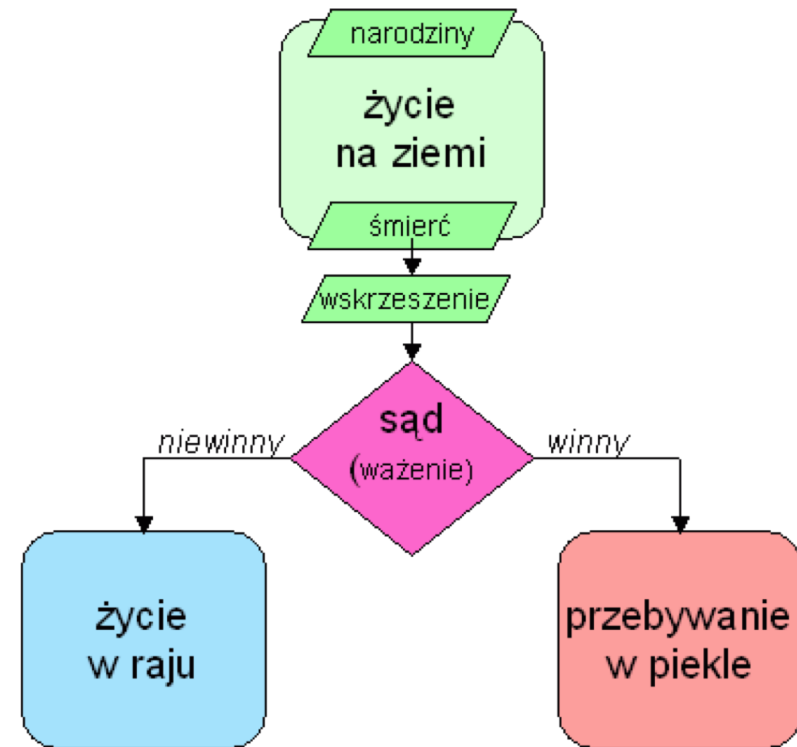 narodziny
życie
na ziemi
śmierć
wskrzeszenie
sąd
(ważenie)
niewinny
winny
życie
w raju
przebywanie
w piekle